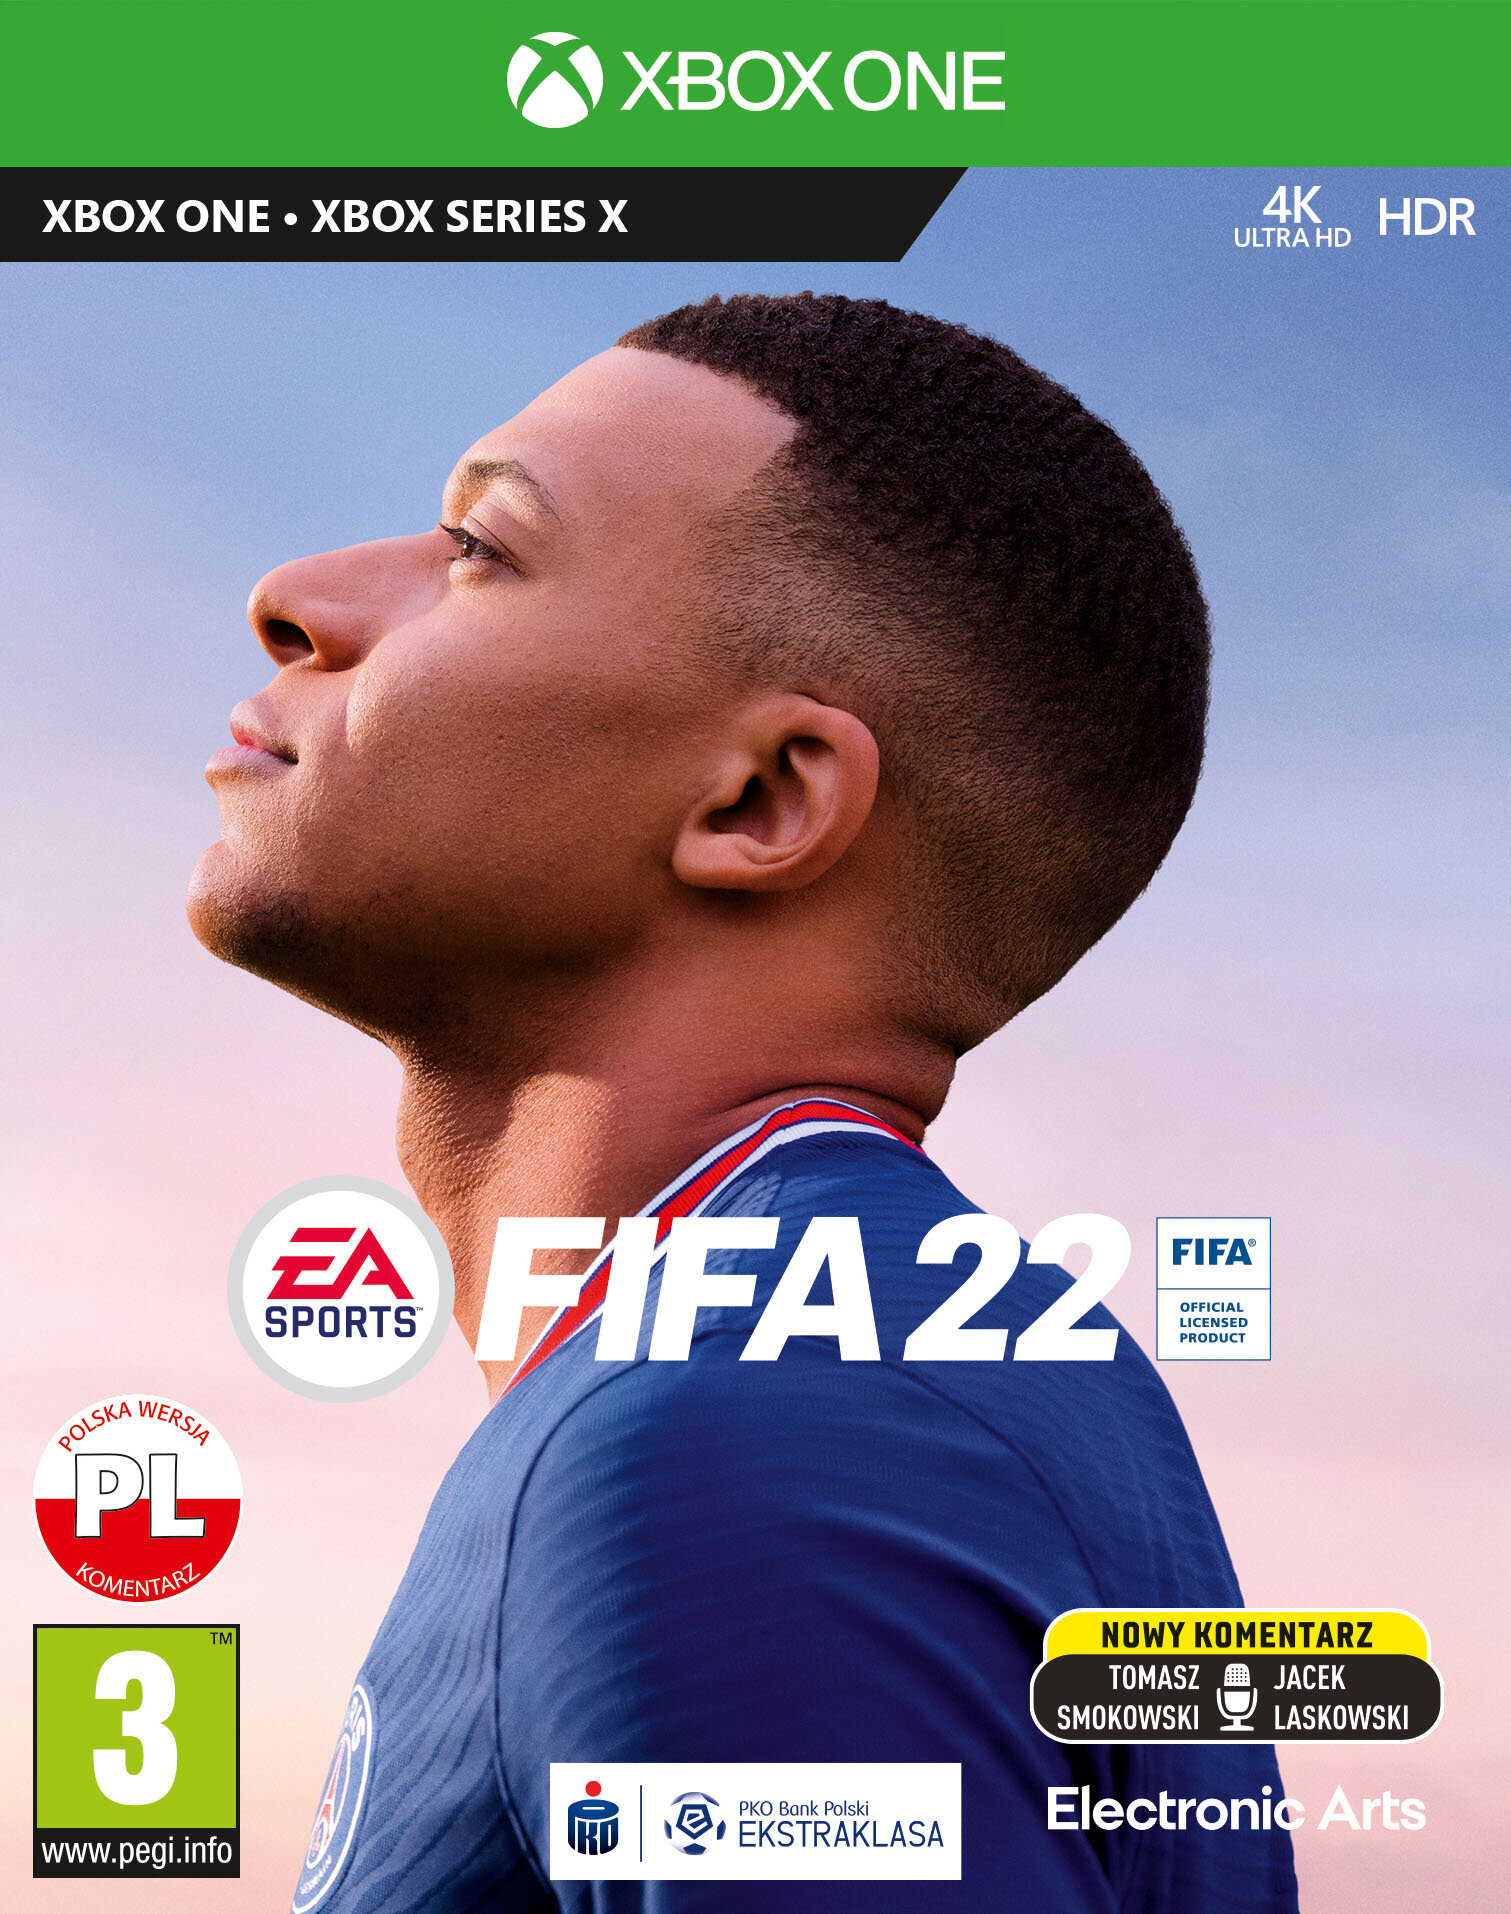 XBOX ONE
XBOX ONE • XBOX SERIES X
4K
ULTRA HD
HDR
EA
SPORTS™
FIFA 22
FIFA®
OFFICIAL
LICENSED
PRODUCT
POLSKA WERSJA
PL
KOMENTARZ
3
™
www.pegi.info
NOWY KOMENTARZ
TOMASZ
SMOKOWSKI
JACEK
LASKOWSKI
PKO
PKO Bank Polski
EKSTRAKLASA
Electronic Arts